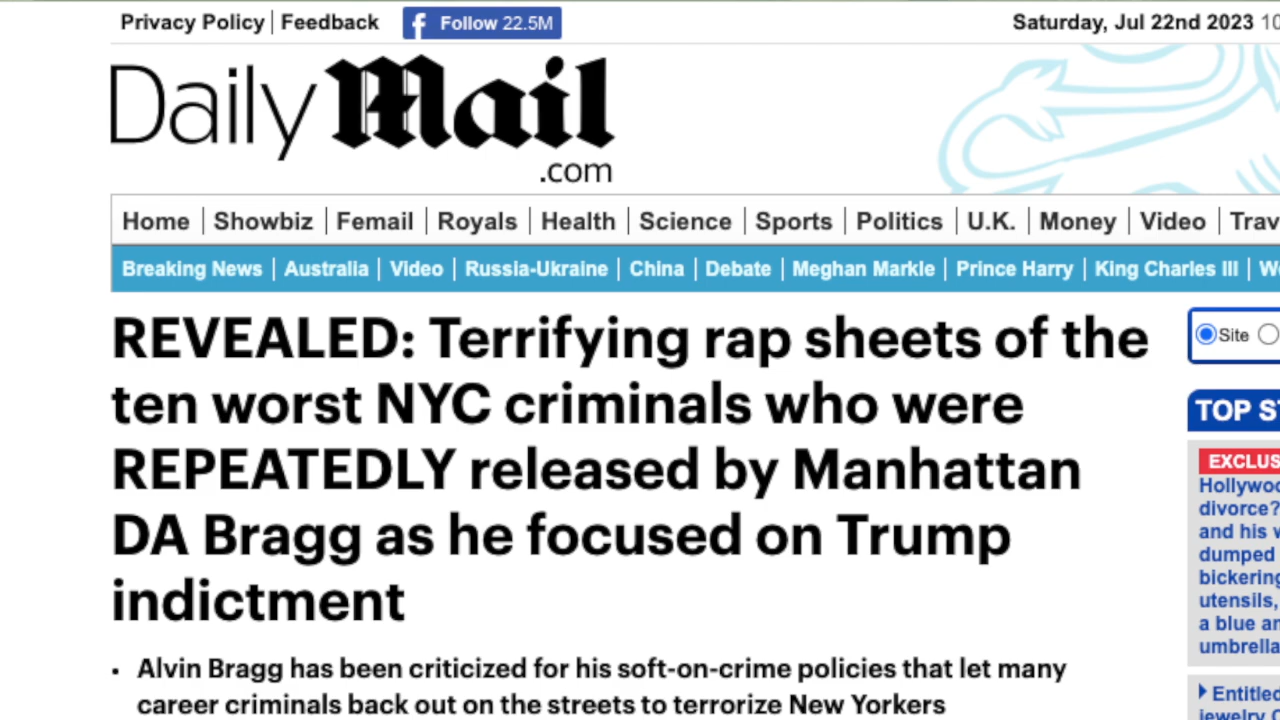 Privacy Policy Feedback Follow 22.5M Saturday, Jul 22nd 2023 10
Daily Mail
.com
Home Showbiz Femail Royals Health Science Sports Politics U.K. Money Video
Breaking News Australia Video Russia-Ukraine China Debate Meghan Markle Prince Harry King Charles III
REVEALED: Terrifying rap sheets of the
ten worst NYC criminals who were
REPEATEDLY released by Manhattan
DA Bragg as he focused on Trump
indictment
• Alvin Bragg has been criticized for his soft-on-crime policies that let many
career criminals back out on the streets to terrorize New Yorkers
Site
TOP
divorce?
and his
dumped
utensils,
a blue